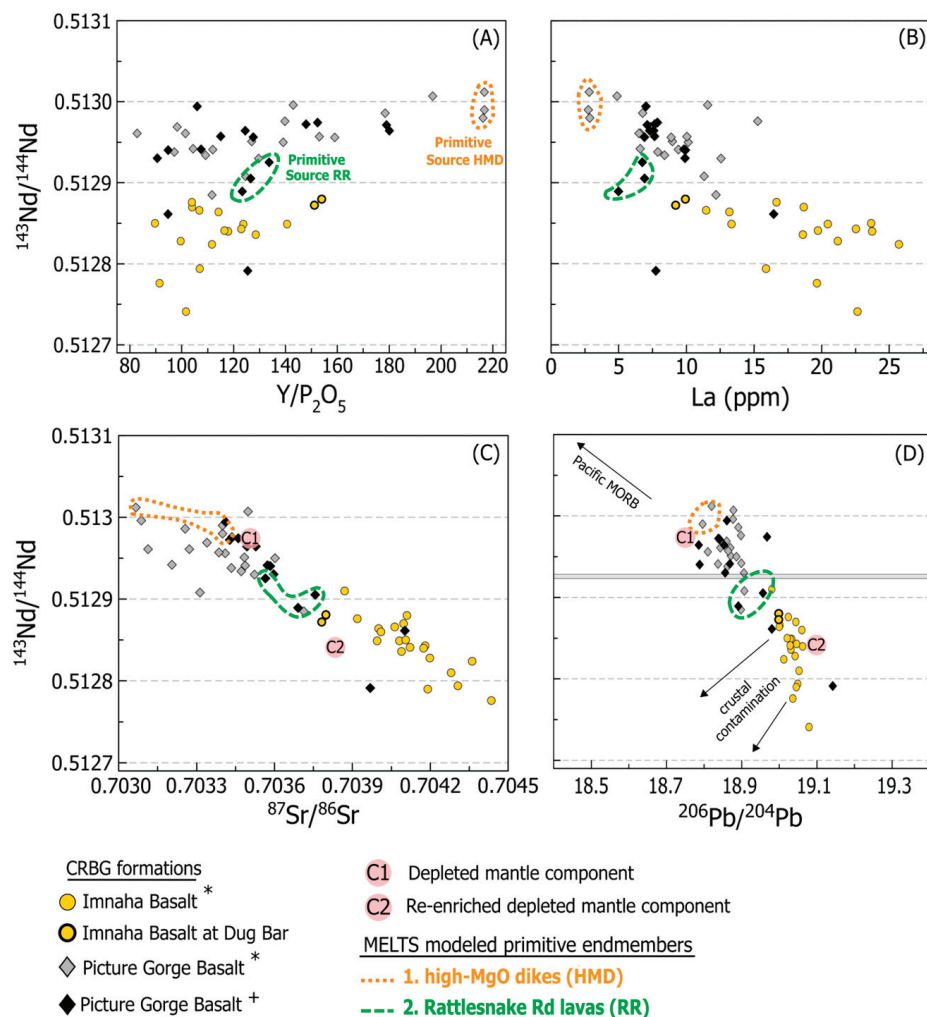 (A)
(B)
0.5131
0.5130
0.5129
0.5128
0.5127
¹⁴³Nd/¹⁴⁴Nd
Primitive
Source HMD
Primitive
Source RR
80 100 120 140 160 180 200 220
Y/P₂O₅
0 5 10 15 20 25
La (ppm)
(C)
(D)
0.5131
0.513
0.5129
0.5128
0.5127
¹⁴³Nd/¹⁴⁴Nd
C1
C2
0.7030 0.7033 0.7036 0.7039 0.7042 0.7045
⁸⁷Sr/⁸⁶Sr
Pacific MORB
C1
C2
crustal
contamination
18.5 18.7 18.9 19.1 19.3
²⁰⁶Pb/²⁰⁴Pb
CRBG formations
Imnaha Basalt *
Imnaha Basalt at Dug Bar
Picture Gorge Basalt *
Picture Gorge Basalt +
C1 Depleted mantle component
C2 Re-enriched depleted mantle component
MELTS modeled primitive endmembers
1. high-MgO dikes (HMD)
2. Rattlesnake Rd lavas (RR)